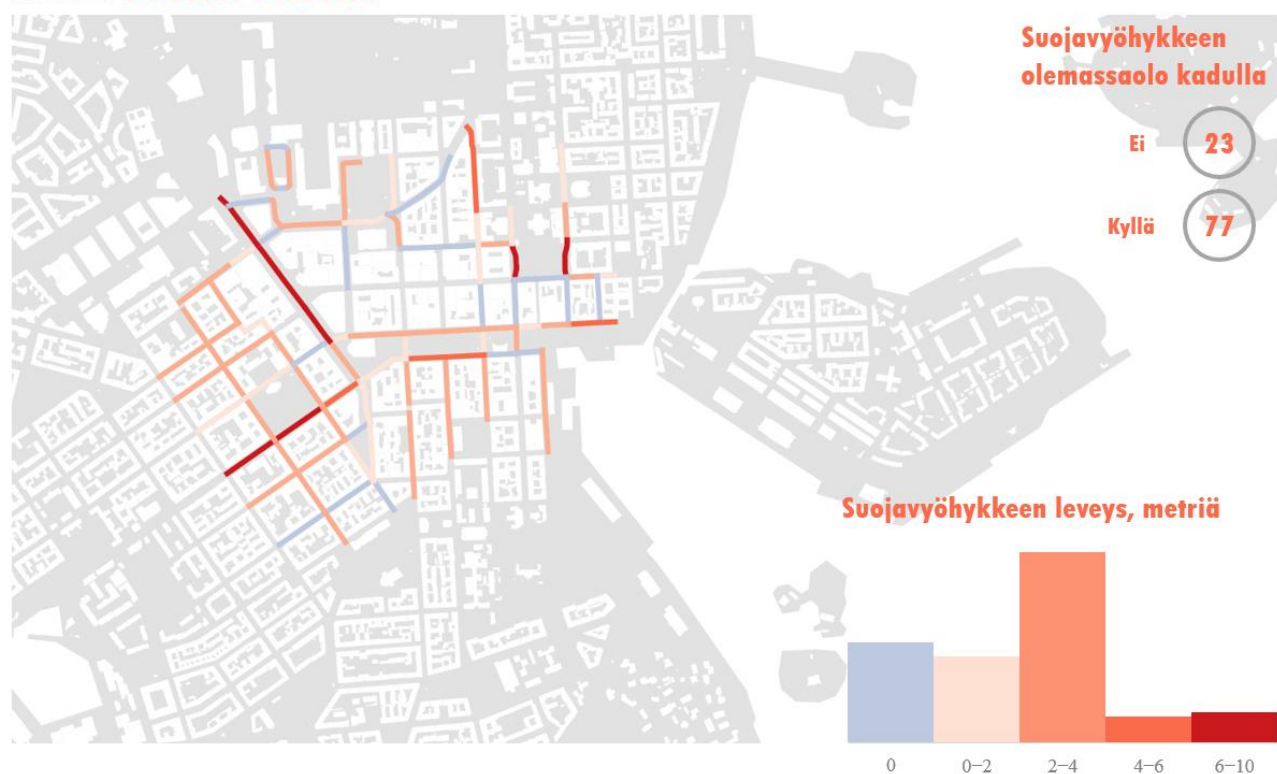 Suojavyöhykkeen
olemassaolo kadulla
Ei 23
Kyllä 77
Suojavyöhykkeen leveys, metriä
0 0–2 2–4 4–6 6–10